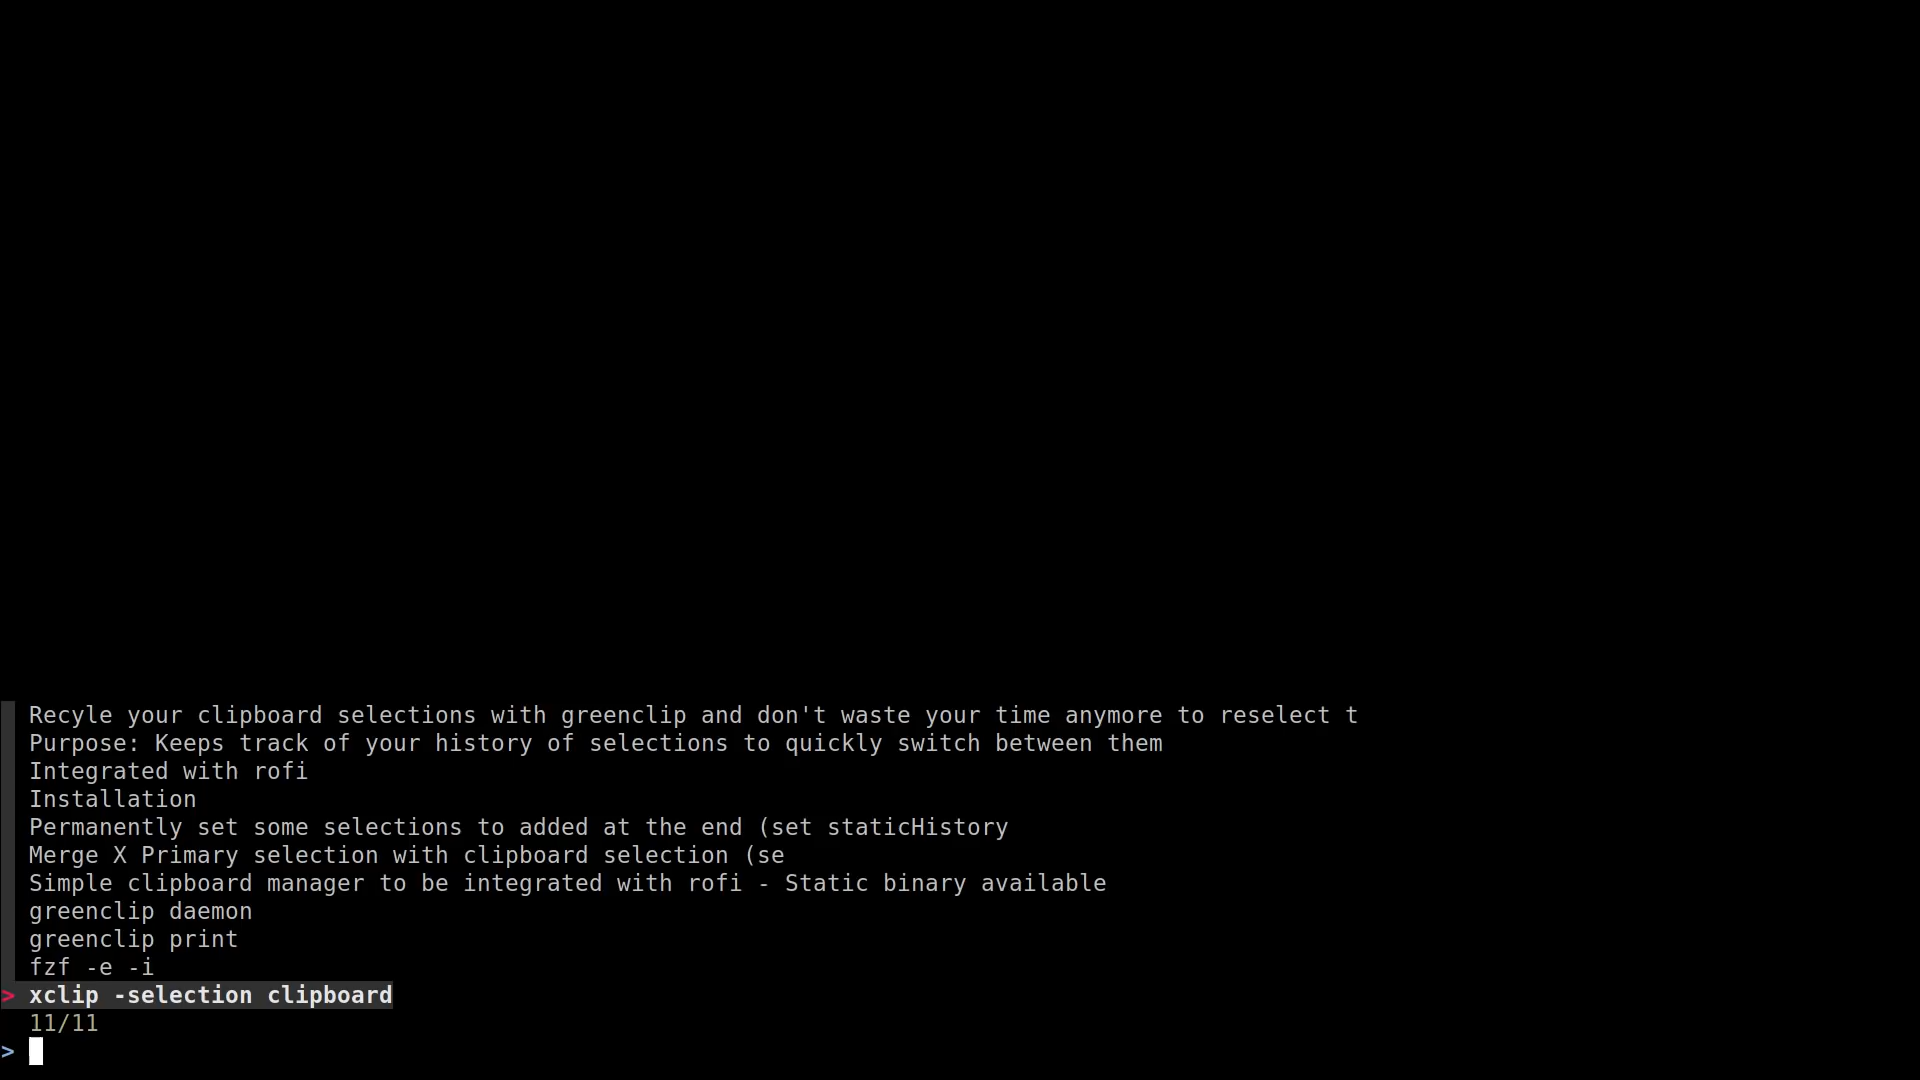 Recyle your clipboard selections with greenclip and don't waste your time anymore to reselect t
Purpose: Keeps track of your history of selections to quickly switch between them
Integrated with rofi
Installation
Permanently set some selections to added at the end (set staticHistory
Merge X Primary selection with clipboard selection (se
Simple clipboard manager to be integrated with rofi - Static binary available
greenclip daemon
greenclip print
fzf -e -i
> xclip -selection clipboard
11/11
>